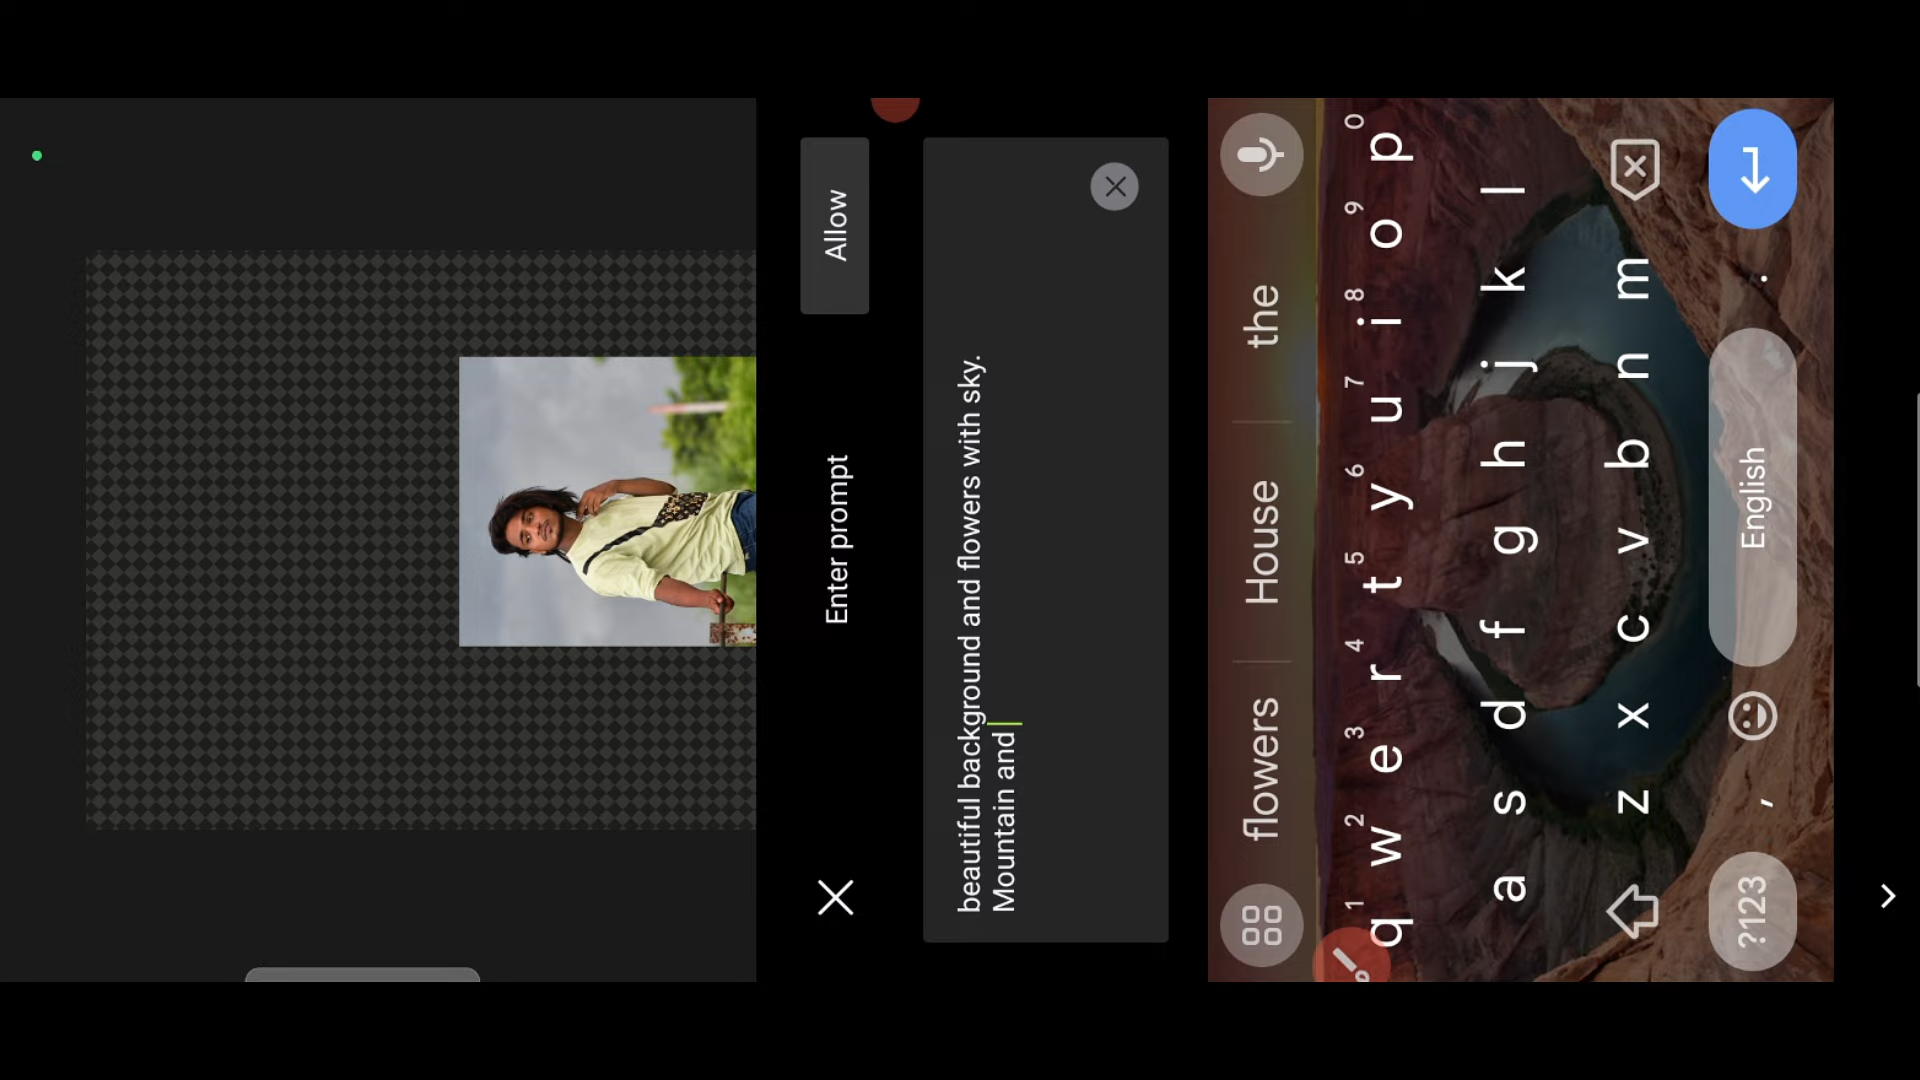 Enter prompt
Allow
beautiful background and flowers with sky.
Mountain and
flowers
House
the
1 2 3 4 5 6 7 8 9 0
q w e r t y u i o p
a s d f g h j k l
z x c v b n m
?123 , English .